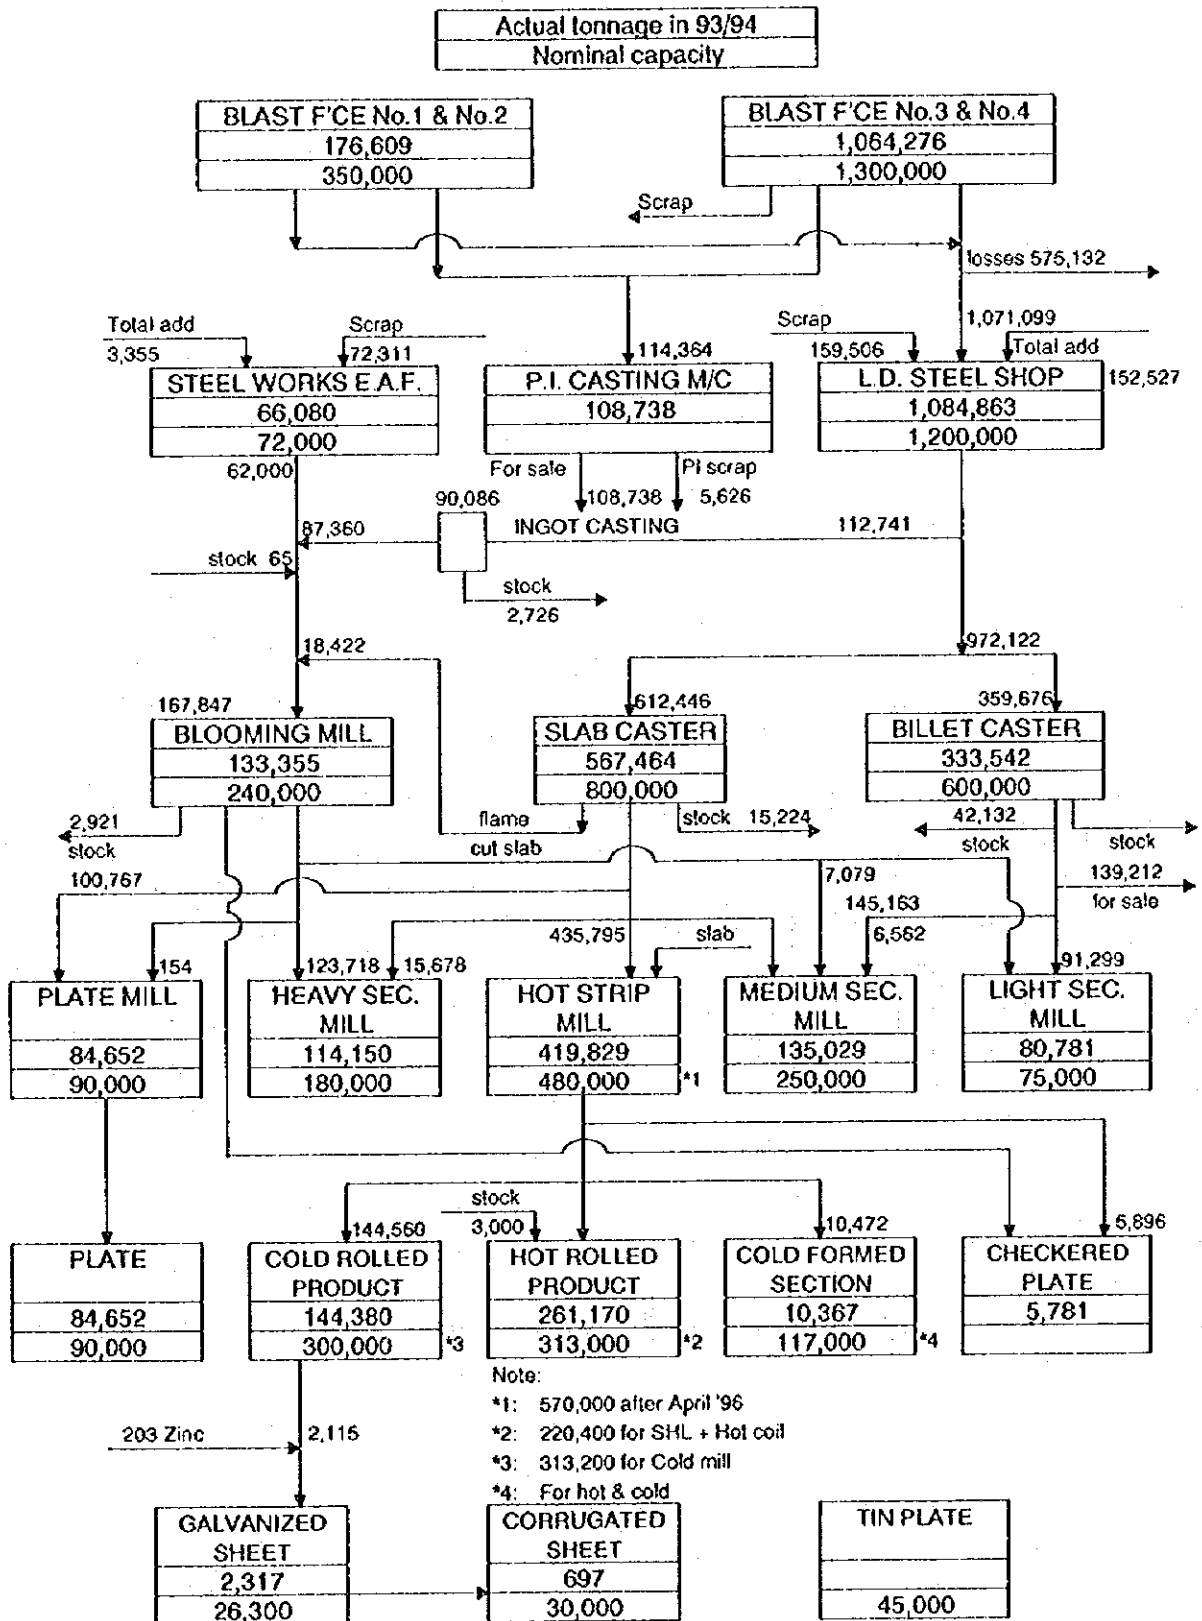 Actual tonnage in 93/94
Nominal capacity
BLAST F'CE No.1 & No.2
176,609
350,000
BLAST F'CE No.3 & No.4
1,064,276
1,300,000
Scrap
losses 575,132
Total add
3,355
Scrap
72,311
114,364
Scrap
159,506
1,071,099
Total add
152,527
STEEL WORKS E.A.F.
66,080
72,000
P.I. CASTING M/C
108,738
L.D. STEEL SHOP
1,084,863
1,200,000
62,000
For sale
PI scrap
90,086
108,738
5,626
87,360
INGOT CASTING
112,741
stock 65
stock
2,726
18,422
972,122
167,847
612,446
359,676
BLOOMING MILL
133,355
240,000
SLAB CASTER
567,464
800,000
BILLET CASTER
333,542
600,000
2,921
stock
flame
cut slab
stock 15,224
42,132
stock
stock
100,767
7,079
139,212
for sale
145,163
6,562
435,795
slab
154
123,718
15,678
91,299
PLATE MILL
84,652
90,000
HEAVY SEC.
MILL
114,150
180,000
HOT STRIP
MILL
419,829
480,000
*1
MEDIUM SEC.
MILL
135,029
250,000
LIGHT SEC.
MILL
80,781
75,000
stock
3,000
144,560
10,472
5,896
PLATE
84,652
90,000
COLD ROLLED
PRODUCT
144,380
300,000
*3
HOT ROLLED
PRODUCT
261,170
313,000
*2
COLD FORMED
SECTION
10,367
117,000
*4
CHECKERED
PLATE
5,781
Note:
*1: 570,000 after April '96
*2: 220,400 for SHL + Hot coil
*3: 313,200 for Cold mill
*4: For hot & cold
203 Zinc
2,115
GALVANIZED
SHEET
2,317
26,300
CORRUGATED
SHEET
697
30,000
TIN PLATE
45,000